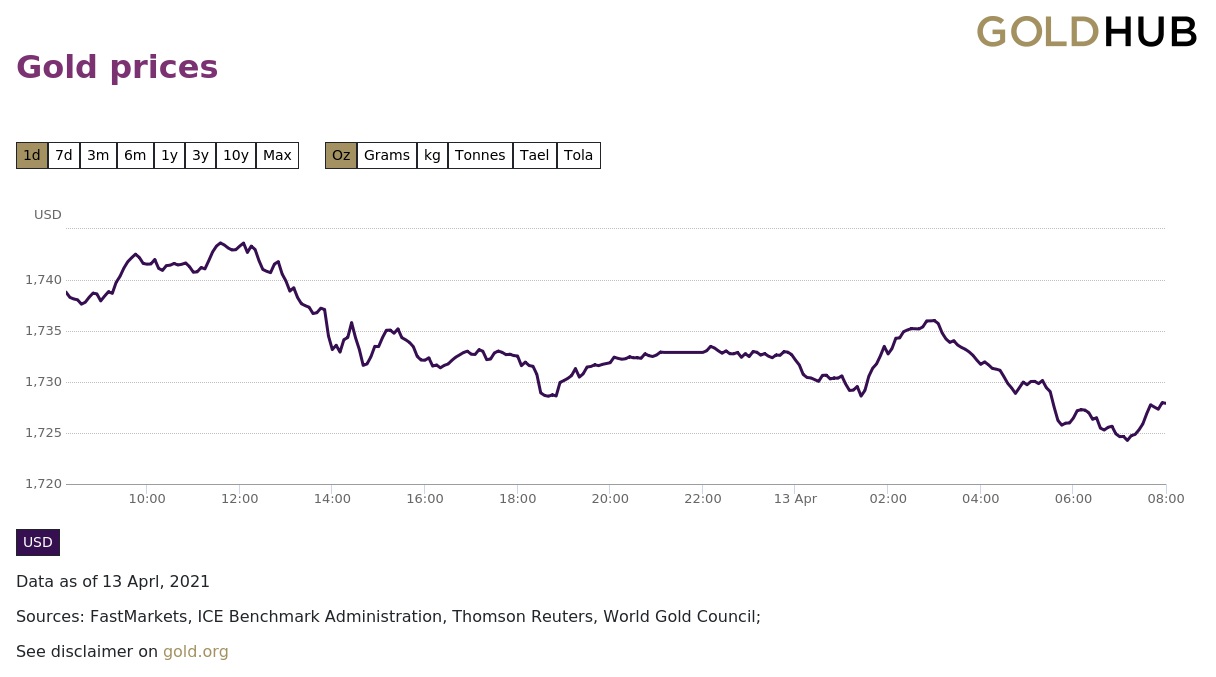 GOLDHUB
Gold prices
1d 7d 3m 6m 1y 3y 10y Max Oz Grams kg Tonnes Tael Tola
USD
1,740
1,735
1,730
1,725
1,720
10:00 12:00 14:00 16:00 18:00 20:00 22:00 13 Apr 02:00 04:00 06:00 08:00
USD
Data as of 13 Aprl, 2021
Sources: FastMarkets, ICE Benchmark Administration, Thomson Reuters, World Gold Council;
See disclaimer on gold.org